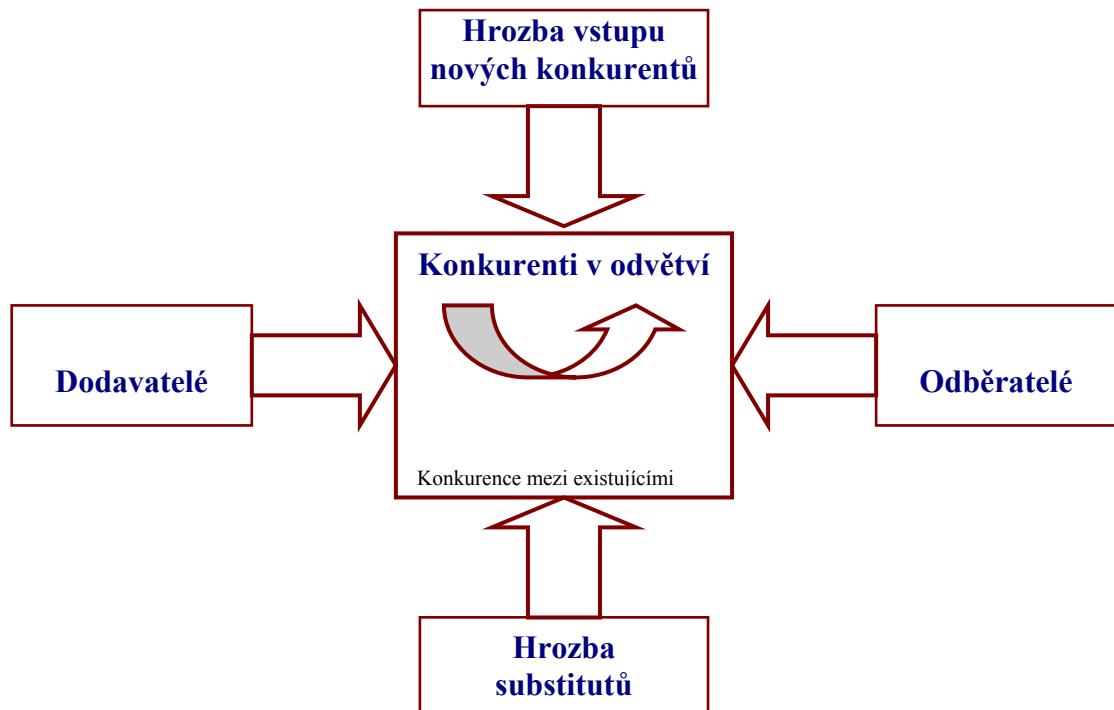 Hrozba vstupu
nových konkurentů
Konkurenti v odvětví
Dodavatelé
Odběratelé
Konkurence mezi existujícími
Hrozba
substitutů